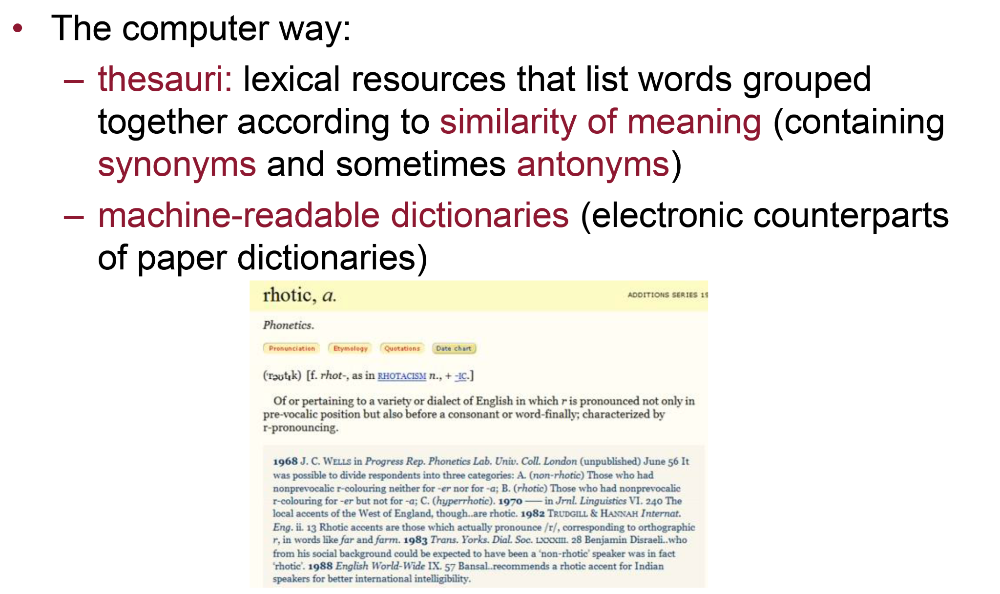 • The computer way:
– thesauri: lexical resources that list words grouped
together according to similarity of meaning (containing
synonyms and sometimes antonyms)
– machine-readable dictionaries (electronic counterparts
of paper dictionaries)
rhotic, a. ADDITIONS SERIES 19
Phonetics.
Pronunciation Etymology Quotations Date chart
(ˈrəʊtɪk) [f. rhot-, as in RHOTACISM n., + -IC.]
Of or pertaining to a variety or dialect of English in which r is pronounced not only in
pre-vocalic position but also before a consonant or word-finally; characterized by
r-pronouncing.
1968 J. C. WELLS in Progress Rep. Phonetics Lab. Univ. Coll. London (unpublished) June 56 It
was possible to divide respondents into three categories: A. (non-rhotic) Those who had
nonprevocalic r-colouring neither for -er nor for -a; B. (rhotic) Those who had nonprevocalic
r-colouring for -er but not for -a; C. (hyperrhotic). 1970 —— in Jrnl. Linguistics VI. 240 The
local accents of the West of England, though..are rhotic. 1982 TRUDGILL & HANNAH Internat.
Eng. ii. 13 Rhotic accents are those which actually pronounce /r/, corresponding to orthographic
r, in words like far and farm. 1983 Trans. Yorks. Dial. Soc. LXXXIII. 28 Benjamin Disraeli..who
from his social background could be expected to have been a 'non-rhotic' speaker was in fact
'rhotic'. 1988 English World-Wide IX. 57 Bansal..recommends a rhotic accent for Indian
speakers for better international intelligibility.